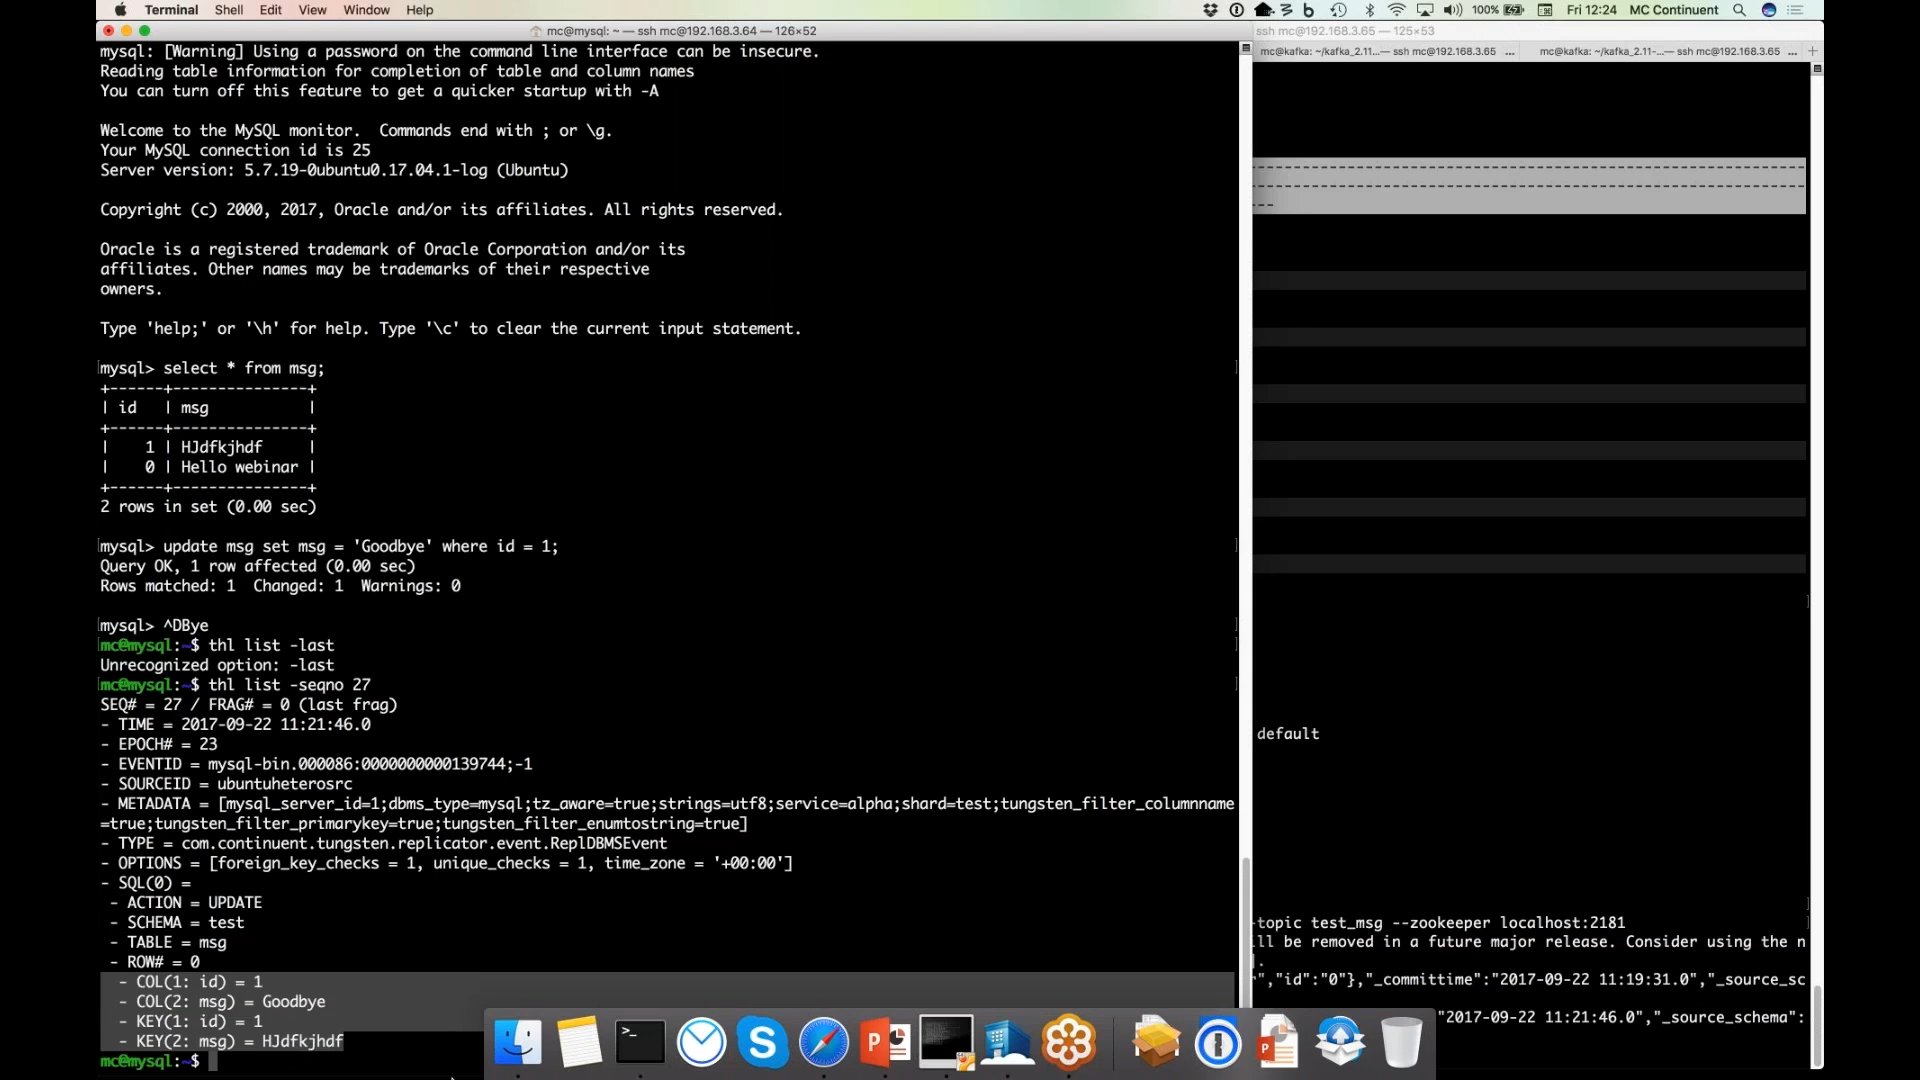 Terminal Shell Edit View Window Help 100% Fri 12:24 MC Continuent
mc@mysql: ~ — ssh mc@192.168.3.64 — 126×52
ssh mc@192.168.3.65 — 125×53
mc@kafka: ~/kafka_2.11...— ssh mc@192.168.3.65 ...
mc@kafka: ~/kafka_2.11-...— ssh mc@192.168.3.65 ...
mysql: [Warning] Using a password on the command line interface can be insecure.
Reading table information for completion of table and column names
You can turn off this feature to get a quicker startup with -A
Welcome to the MySQL monitor.  Commands end with ; or \g.
Your MySQL connection id is 25
Server version: 5.7.19-0ubuntu0.17.04.1-log (Ubuntu)
Copyright (c) 2000, 2017, Oracle and/or its affiliates. All rights reserved.
Oracle is a registered trademark of Oracle Corporation and/or its
affiliates. Other names may be trademarks of their respective
owners.
Type 'help;' or '\h' for help. Type '\c' to clear the current input statement.
mysql> select * from msg;
+------+---------------+
| id   | msg           |
+------+---------------+
|    1 | HJdfkjhdf     |
|    0 | Hello webinar |
+------+---------------+
2 rows in set (0.00 sec)
mysql> update msg set msg = 'Goodbye' where id = 1;
Query OK, 1 row affected (0.00 sec)
Rows matched: 1  Changed: 1  Warnings: 0
mysql> ^DBye
mc@mysql:~$ thl list -last
Unrecognized option: -last
mc@mysql:~$ thl list -seqno 27
SEQ# = 27 / FRAG# = 0 (last frag)
- TIME = 2017-09-22 11:21:46.0
- EPOCH# = 23
- EVENTID = mysql-bin.000086:0000000000139744;-1
- SOURCEID = ubuntuheterosrc
- METADATA = [mysql_server_id=1;dbms_type=mysql;tz_aware=true;strings=utf8;service=alpha;shard=test;tungsten_filter_columnname
=true;tungsten_filter_primarykey=true;tungsten_filter_enumtostring=true]
- TYPE = com.continuent.tungsten.replicator.event.ReplDBMSEvent
- OPTIONS = [foreign_key_checks = 1, unique_checks = 1, time_zone = '+00:00']
- SQL(0) =
 - ACTION = UPDATE
 - SCHEMA = test
 - TABLE = msg
 - ROW# = 0
  - COL(1: id) = 1
  - COL(2: msg) = Goodbye
  - KEY(1: id) = 1
  - KEY(2: msg) = HJdfkjhdf
mc@mysql:~$
default
-topic test_msg --zookeeper localhost:2181
ll be removed in a future major release. Consider using the n
].
","id":"0"},"_committime":"2017-09-22 11:19:31.0","_source_sc
"2017-09-22 11:21:46.0","_source_schema":